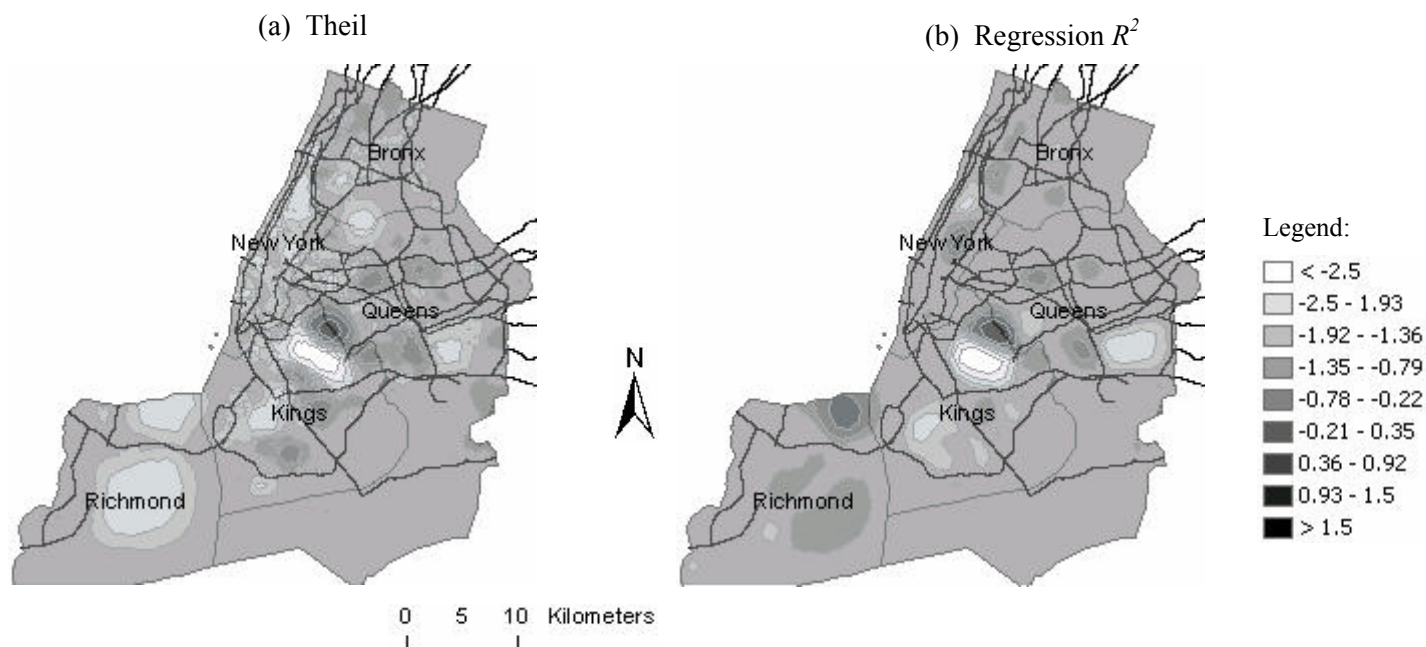 (a) Theil
(b) Regression R²
Bronx
New York
Queens
Kings
Richmond
N
Bronx
New York
Queens
Kings
Richmond
Legend:
< -2.5
-2.5 - 1.93
-1.92 - -1.36
-1.35 - -0.79
-0.78 - -0.22
-0.21 - 0.35
0.36 - 0.92
0.93 - 1.5
> 1.5
0 5 10 Kilometers